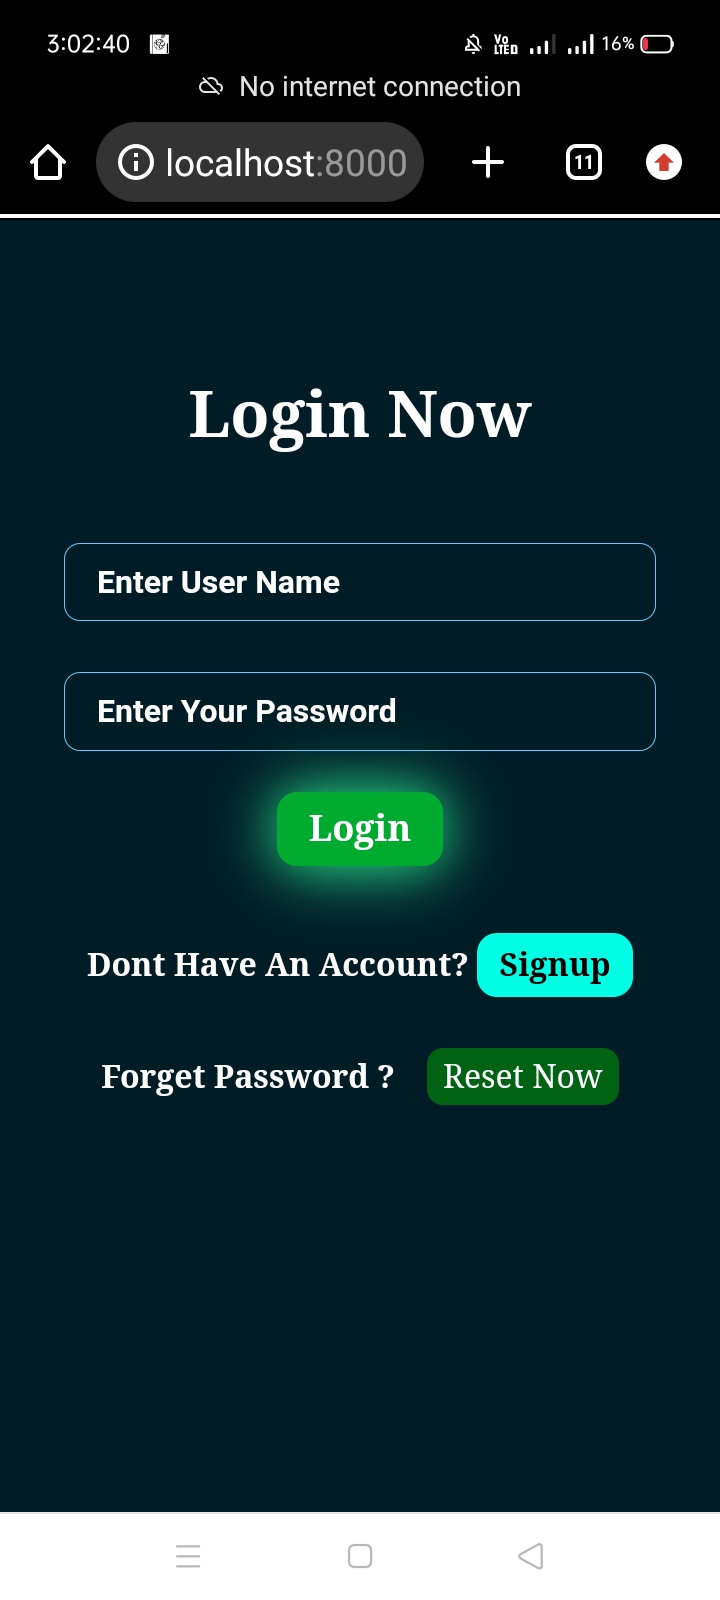 3:02:40 Vo LTED 16%
No internet connection
localhost:8000 11
Login Now
Enter User Name
Enter Your Password
Login
Dont Have An Account? Signup
Forget Password ? Reset Now